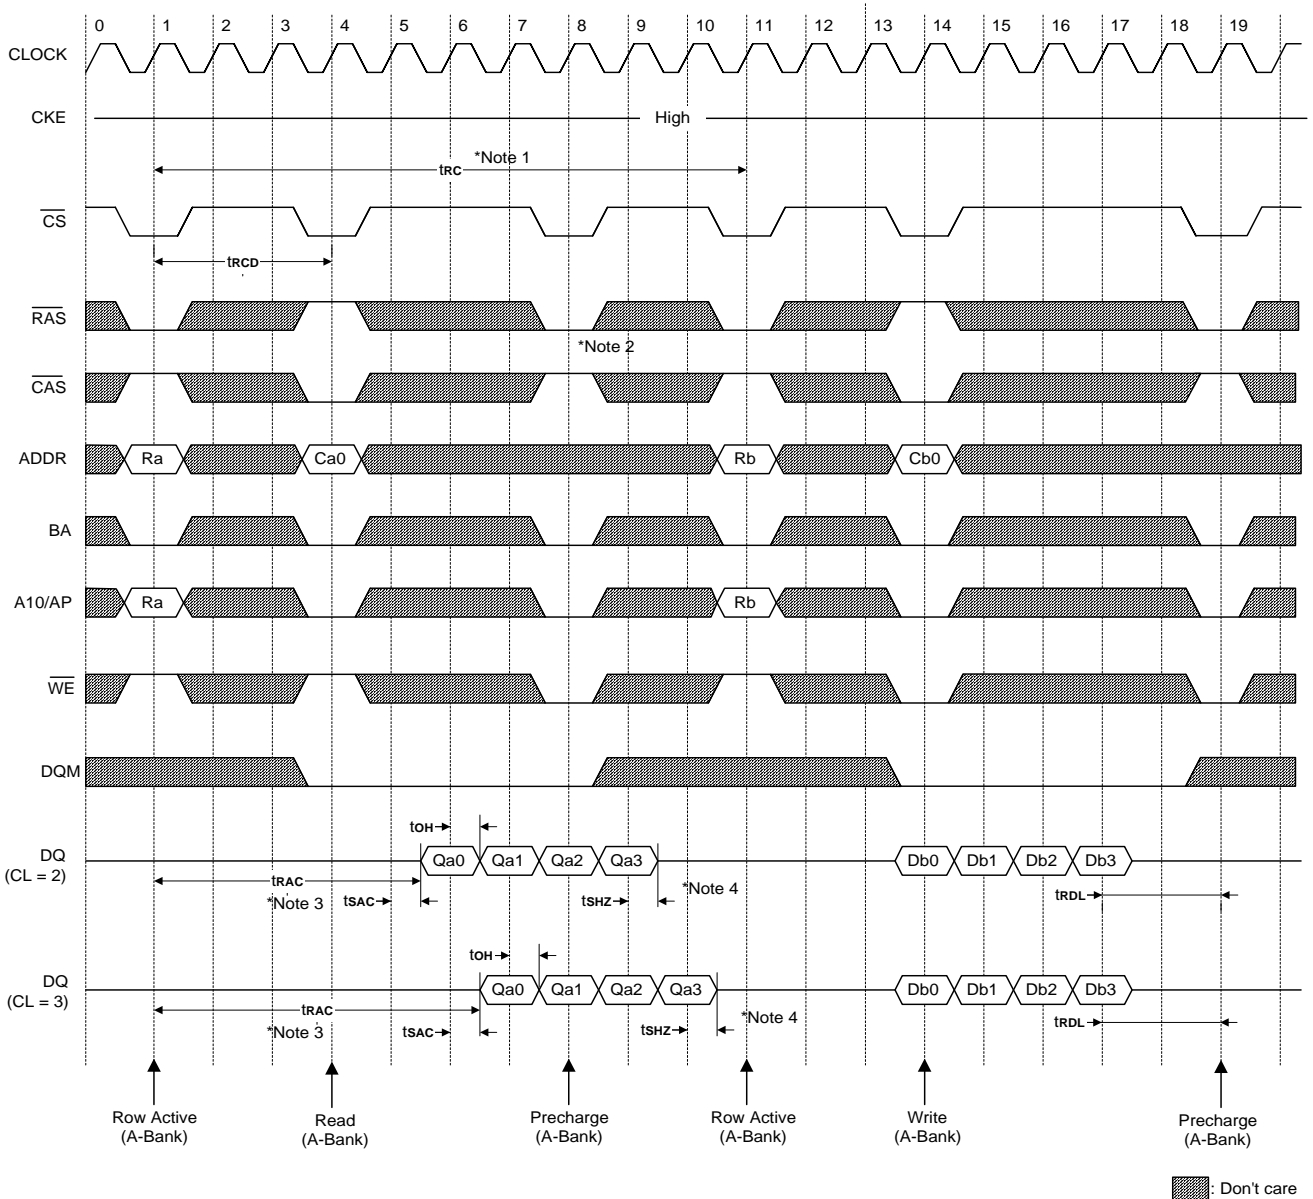 0 1 2 3 4 5 6 7 8 9 10 11 12 13 14 15 16 17 18 19
CLOCK
CKE
High
*Note 1
tRC
CS
tRCD
RAS
*Note 2
CAS
ADDR
Ra
Ca0
Rb
Cb0
BA
A10/AP
Ra
Rb
WE
DQM
tOH
DQ
(CL = 2)
Qa0 Qa1 Qa2 Qa3
Db0 Db1 Db2 Db3
tRAC
*Note 3
tSAC
tSHZ
*Note 4
tRDL
tOH
DQ
(CL = 3)
Qa0 Qa1 Qa2 Qa3
Db0 Db1 Db2 Db3
tRAC
*Note 3
tSAC
tSHZ
*Note 4
tRDL
Row Active
(A-Bank)
Read
(A-Bank)
Precharge
(A-Bank)
Row Active
(A-Bank)
Write
(A-Bank)
Precharge
(A-Bank)
: Don't care